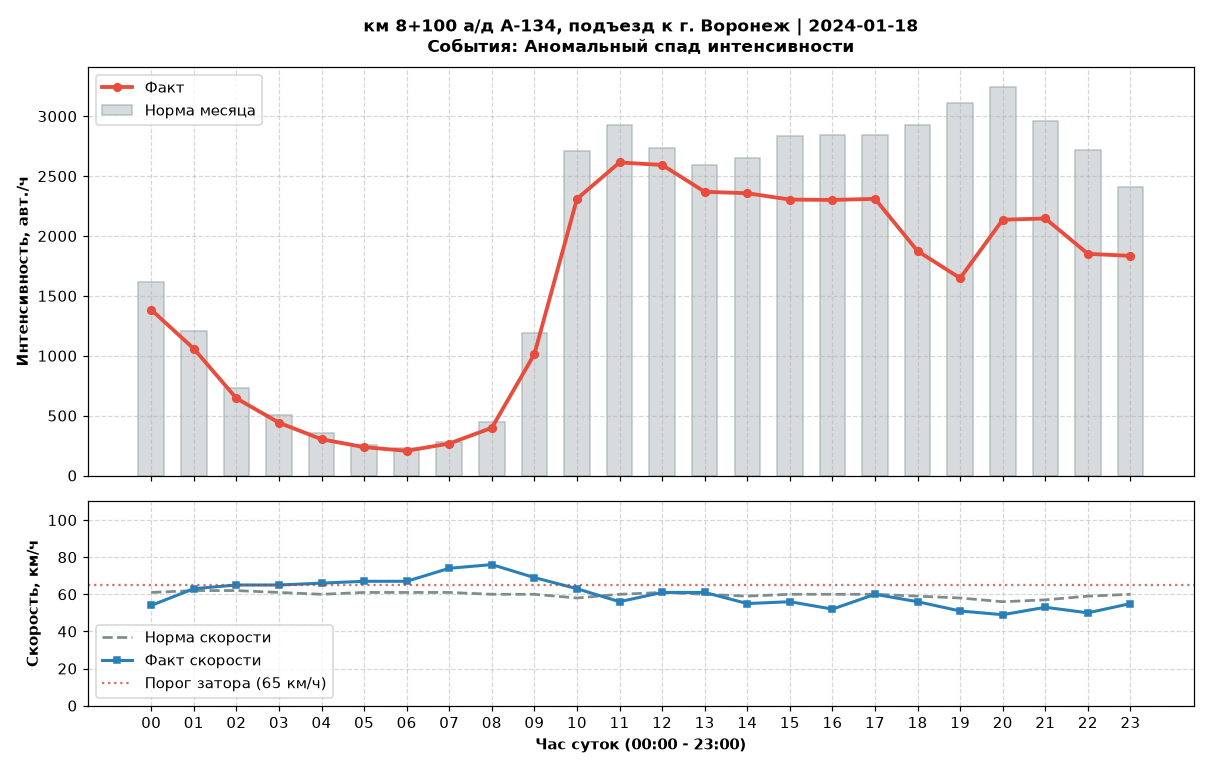 км 8+100 а/д А-134, подъезд к г. Воронеж | 2024-01-18
События: Аномальный спад интенсивности
Факт
Норма месяца
Интенсивность, авт./ч
3000
2500
2000
1500
1000
500
0
Скорость, км/ч
100
80
60
40
20
0
Норма скорости
Факт скорости
Порог затора (65 км/ч)
00 01 02 03 04 05 06 07 08 09 10 11 12 13 14 15 16 17 18 19 20 21 22 23
Час суток (00:00 - 23:00)